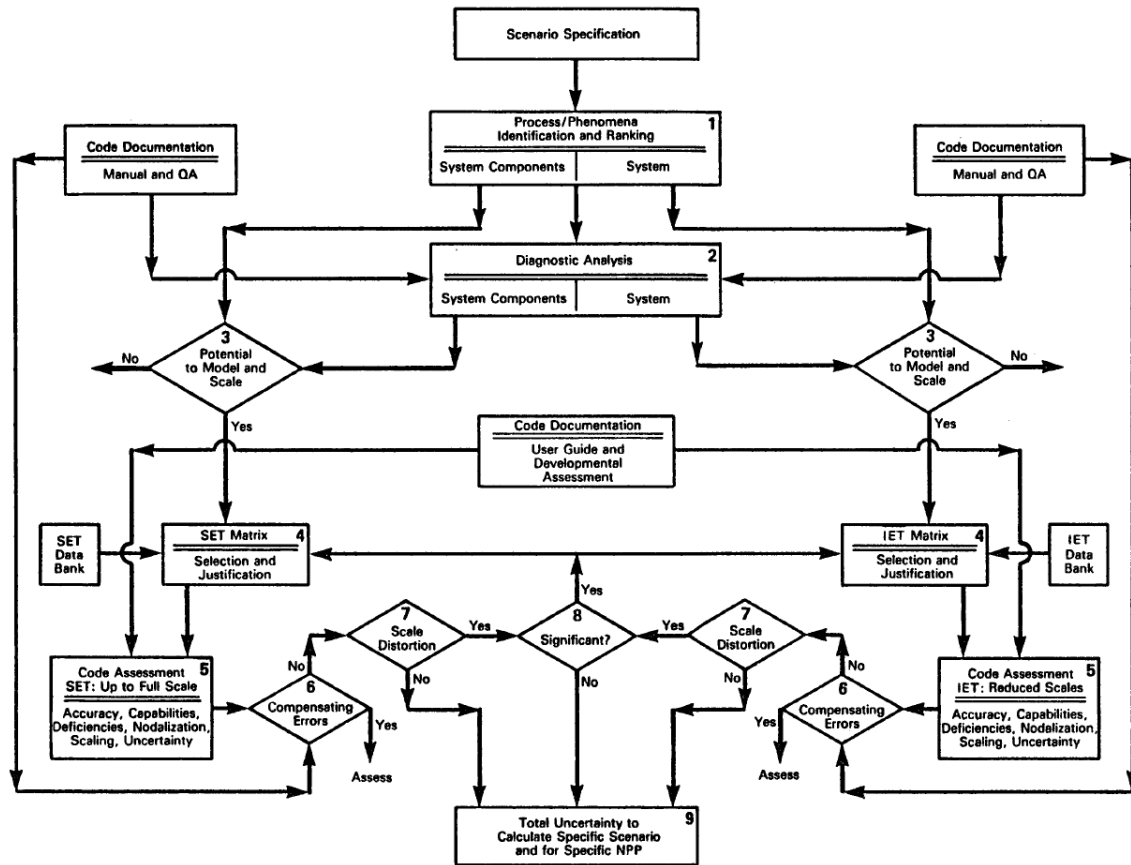 Scenario Specification
1
Process/Phenomena
Identification and Ranking
System Components
System
Code Documentation
Manual and QA
Code Documentation
Manual and QA
2
Diagnostic Analysis
System Components
System
3
Potential
to Model and
Scale
No
Yes
3
Potential
to Model and
Scale
No
Yes
Code Documentation
User Guide and
Developmental
Assessment
SET
Data
Bank
SET Matrix
4
Selection and
Justification
IET Matrix
4
Selection and
Justification
IET
Data
Bank
Yes
7
Scale
Distortion
Yes
No
8
Significant?
No
7
Scale
Distortion
Yes
No
Code Assessment
5
SET: Up to Full Scale
Accuracy, Capabilities,
Deficiencies, Nodalization,
Scaling, Uncertainty
No
6
Compensating
Errors
Yes
Assess
No
6
Compensating
Errors
Yes
Assess
Code Assessment
5
IET: Reduced Scales
Accuracy, Capabilities,
Deficiencies, Nodalization,
Scaling, Uncertainty
9
Total Uncertainty to
Calculate Specific Scenario
and for Specific NPP